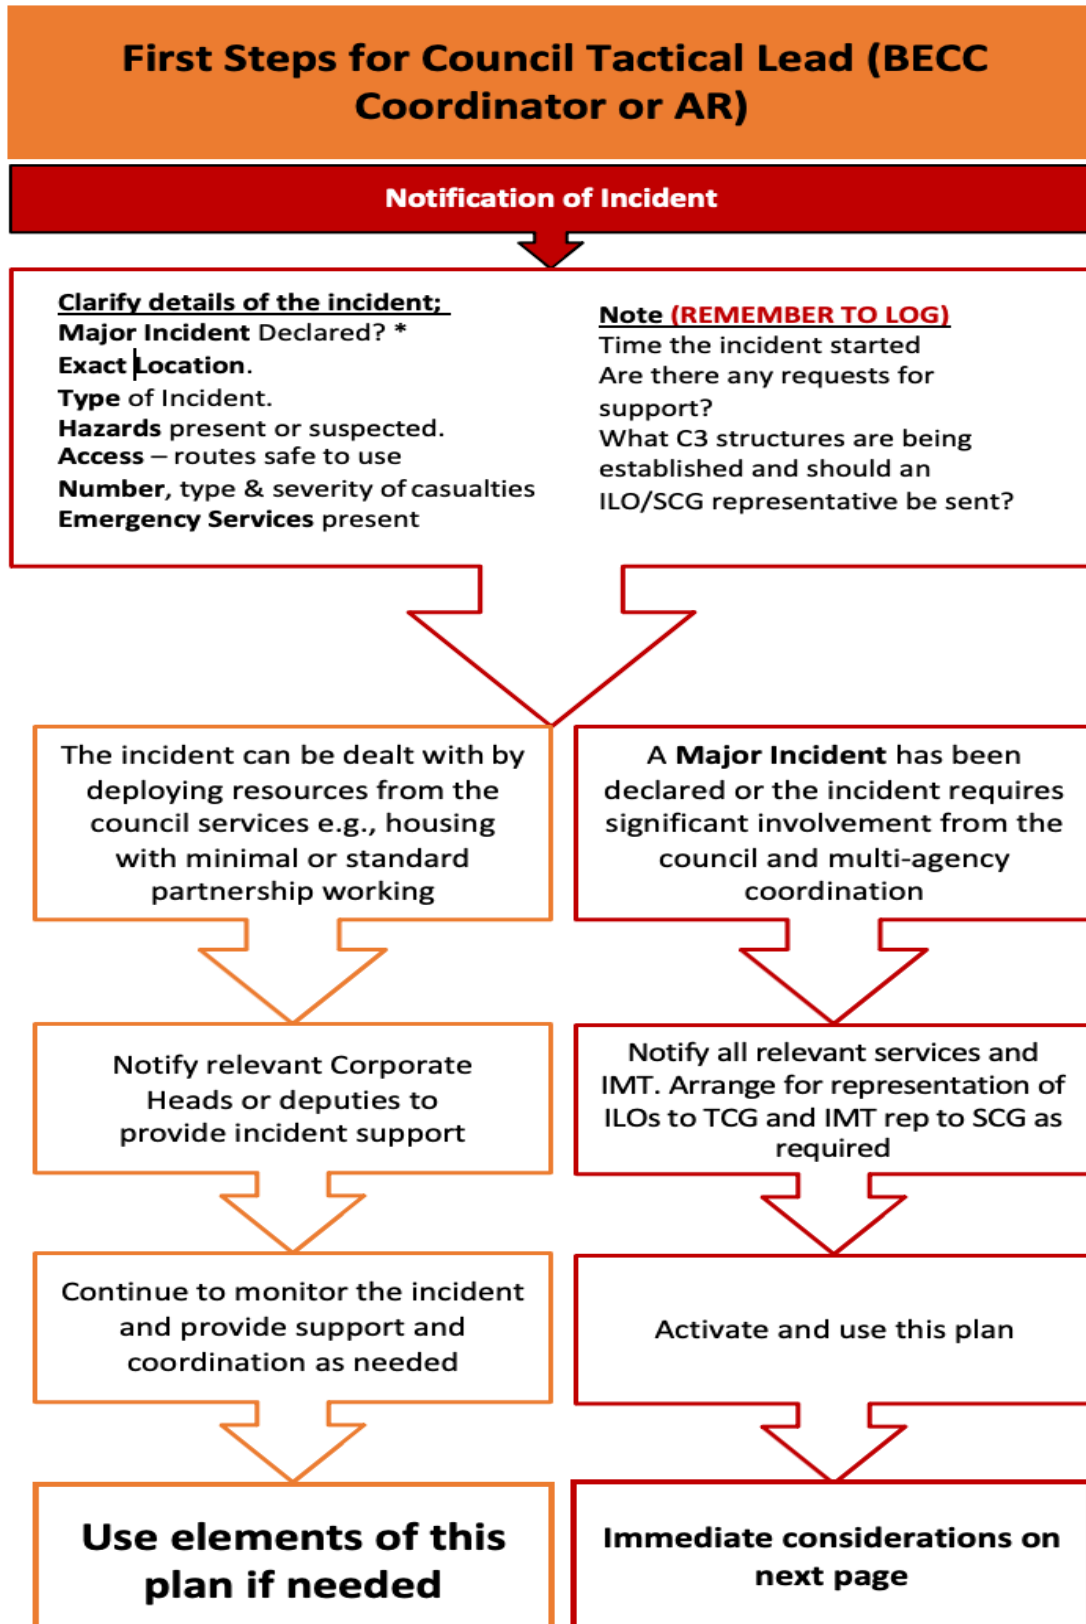 First Steps for Council Tactical Lead (BECC
Coordinator or AR)
Notification of Incident
Clarify details of the incident;
Major Incident Declared? *
Exact Location.
Type of Incident.
Hazards present or suspected.
Access – routes safe to use
Number, type & severity of casualties
Emergency Services present
Note (REMEMBER TO LOG)
Time the incident started
Are there any requests for
support?
What C3 structures are being
established and should an
ILO/SCG representative be sent?
The incident can be dealt with by
deploying resources from the
council services e.g., housing
with minimal or standard
partnership working
A Major Incident has been
declared or the incident requires
significant involvement from the
council and multi-agency
coordination
Notify relevant Corporate
Heads or deputies to
provide incident support
Notify all relevant services and
IMT. Arrange for representation of
ILOs to TCG and IMT rep to SCG as
required
Continue to monitor the incident
and provide support and
coordination as needed
Activate and use this plan
Use elements of this
plan if needed
Immediate considerations on
next page